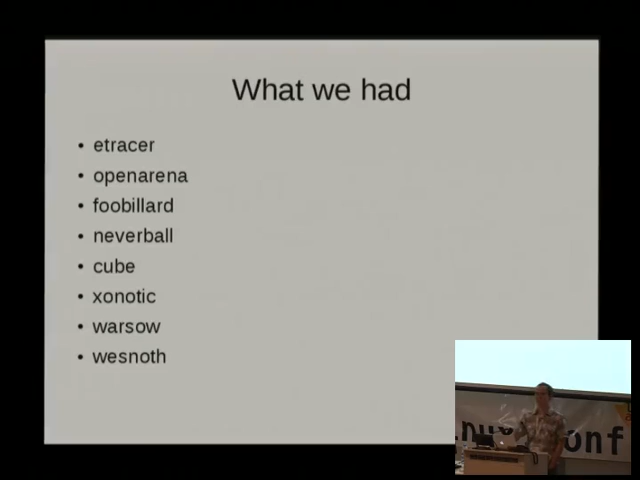 What we had
• etracer
• openarena
• foobillard
• neverball
• cube
• xonotic
• warsow
• wesnoth